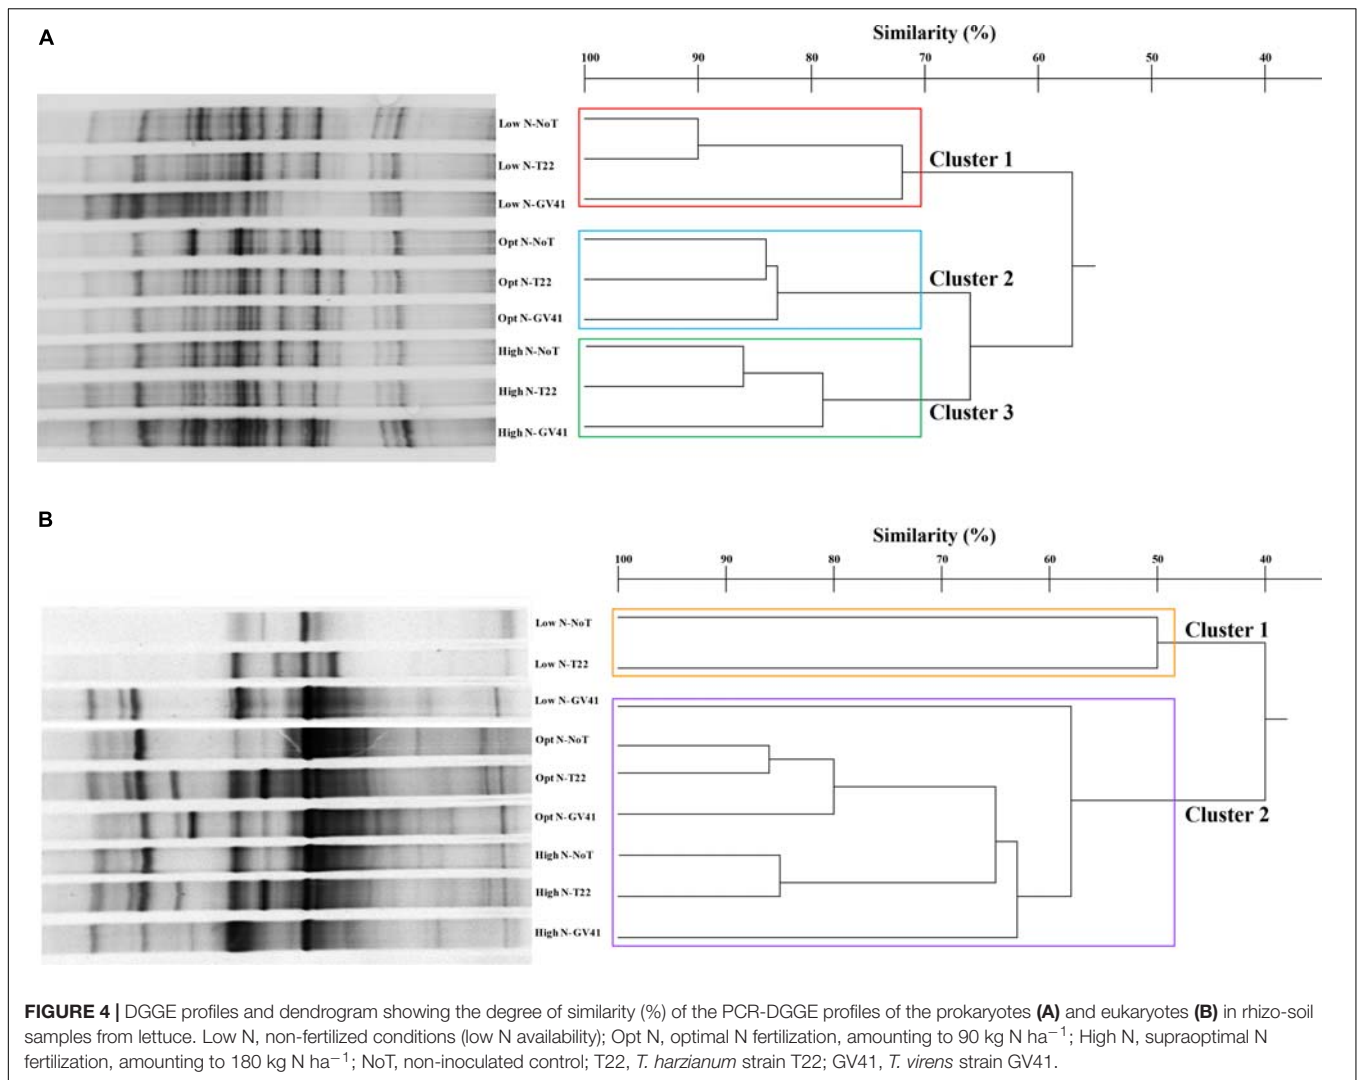 A
Similarity (%)
100 90 80 70 60 50 40
Low N-NoT
Low N-T22
Low N-GV41
Opt N-NoT
Opt N-T22
Opt N-GV41
High N-NoT
High N-T22
High N-GV41
Cluster 1
Cluster 2
Cluster 3
B
Similarity (%)
100 90 80 70 60 50 40
Low N-NoT
Low N-T22
Low N-GV41
Opt N-NoT
Opt N-T22
Opt N-GV41
High N-NoT
High N-T22
High N-GV41
Cluster 1
Cluster 2
FIGURE 4 | DGGE profiles and dendrogram showing the degree of similarity (%) of the PCR-DGGE profiles of the prokaryotes (A) and eukaryotes (B) in rhizo-soil
samples from lettuce. Low N, non-fertilized conditions (low N availability); Opt N, optimal N fertilization, amounting to 90 kg N ha⁻¹; High N, supraoptimal N
fertilization, amounting to 180 kg N ha⁻¹; NoT, non-inoculated control; T22, T. harzianum strain T22; GV41, T. virens strain GV41.